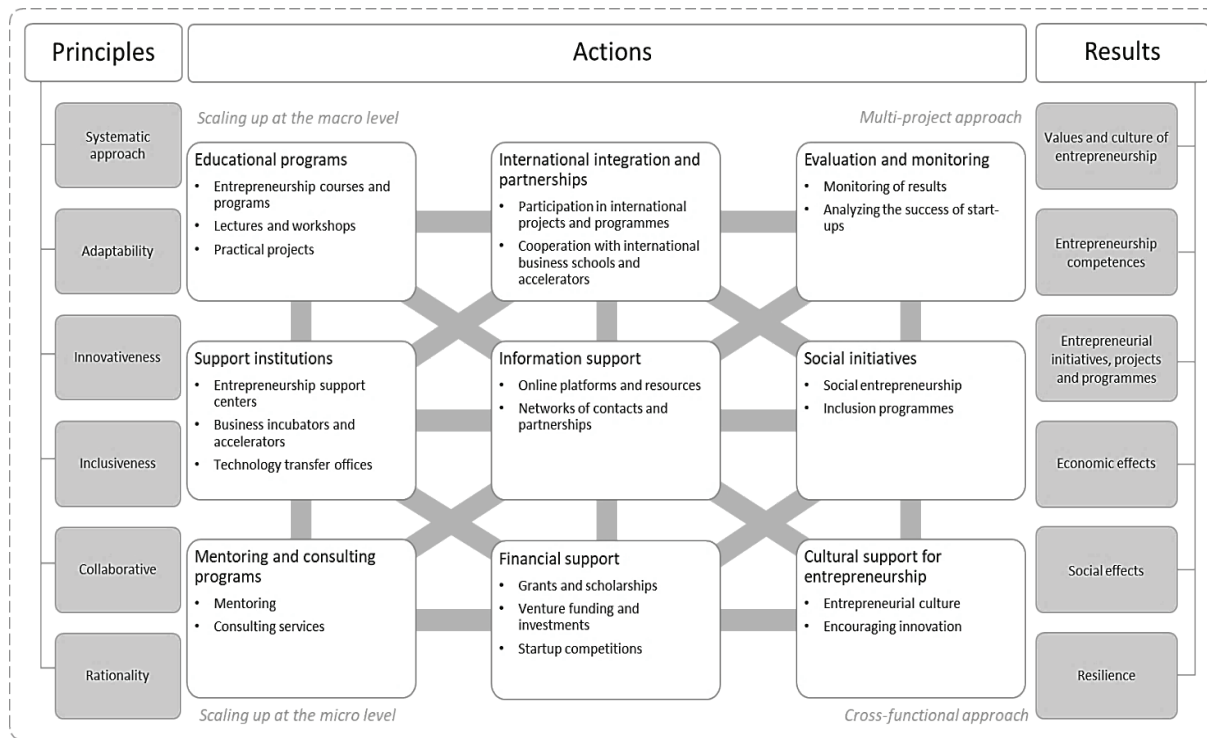 Principles
Actions
Results
Systematic
approach
Adaptability
Innovativeness
Inclusiveness
Collaborative
Rationality
Scaling up at the macro level
Multi-project approach
Educational programs
• Entrepreneurship courses and
programs
• Lectures and workshops
• Practical projects
International integration and
partnerships
• Participation in international
projects and programmes
• Cooperation with international
business schools and
accelerators
Evaluation and monitoring
• Monitoring of results
• Analyzing the success of start-
ups
Support institutions
• Entrepreneurship support
centers
• Business incubators and
accelerators
• Technology transfer offices
Information support
• Online platforms and resources
• Networks of contacts and
partnerships
Social initiatives
• Social entrepreneurship
• Inclusion programmes
Mentoring and consulting
programs
• Mentoring
• Consulting services
Financial support
• Grants and scholarships
• Venture funding and
investments
• Startup competitions
Cultural support for
entrepreneurship
• Entrepreneurial culture
• Encouraging innovation
Scaling up at the micro level
Cross-functional approach
Values and culture of
entrepreneurship
Entrepreneurship
competences
Entrepreneurial
initiatives, projects
and programmes
Economic effects
Social effects
Resilience